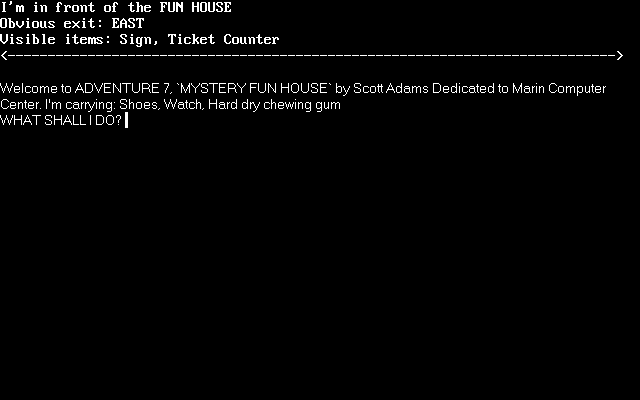 I'm in front of the FUN HOUSE
Obvious exit: EAST
Visible items: Sign, Ticket Counter
<---------------------------------------------------------------------------->
Welcome to ADVENTURE 7, `MYSTERY FUN HOUSE` by Scott Adams Dedicated to Marin Computer
Center. I'm carrying: Shoes, Watch, Hard dry chewing gum
WHAT SHALL I DO?